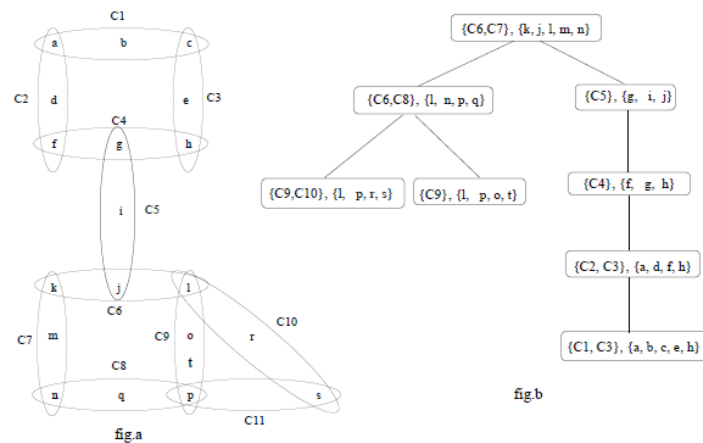 C1
a b c
C2 d e C3
C4
f g h
i C5
k j l
C6
C7 m C9 o r C10
C8 t
n q p s
C11
fig.a
{C6,C7}, {k, j, l, m, n}
{C6,C8}, {l, n, p, q}
{C5}, {g, i, j}
{C9,C10}, {l, p, r, s}
{C9}, {l, p, o, t}
{C4}, {f, g, h}
{C2, C3}, {a, d, f, h}
{C1, C3}, {a, b, c, e, h}
fig.b